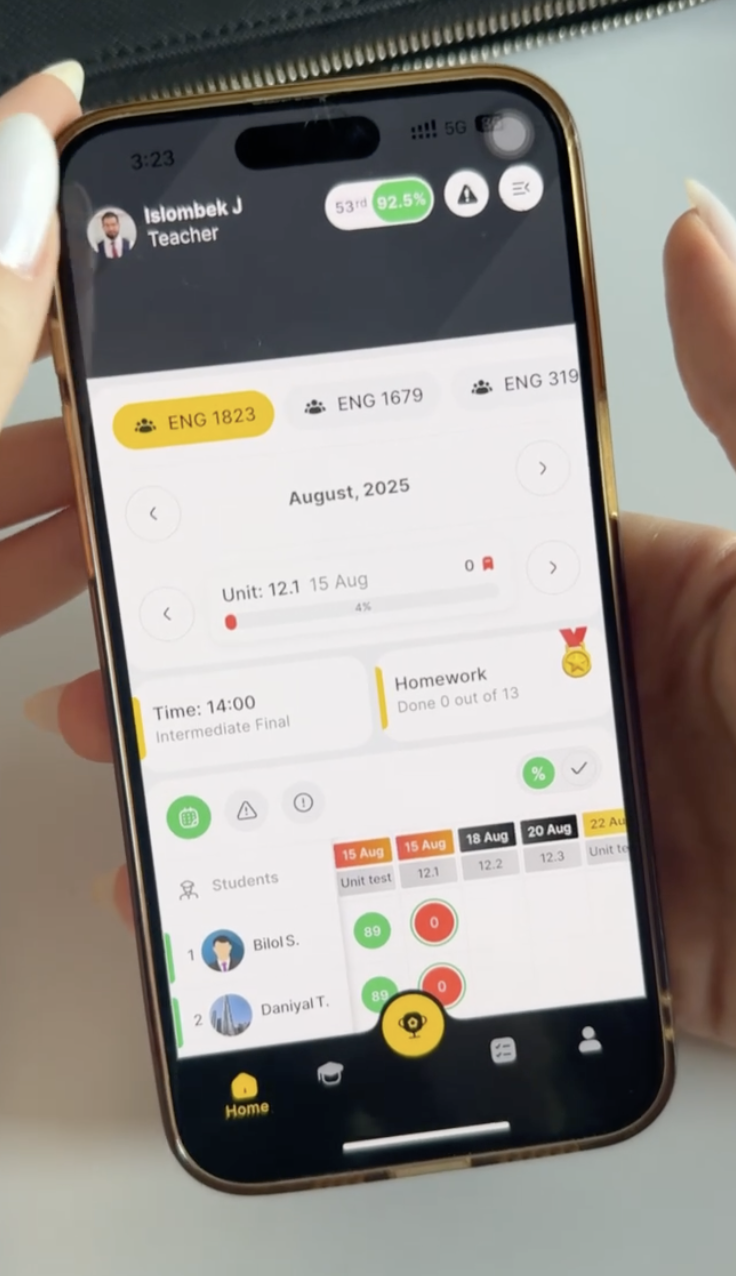 3:23
5G
Islombek J
Teacher
53rd 92.5%
ENG 1823
ENG 1679
ENG 319
August, 2025
Unit: 12.1 15 Aug
0
4%
Time: 14:00
Intermediate Final
Homework
Done 0 out of 13
%
15 Aug 15 Aug 18 Aug 20 Aug 22 Au
Students
Unit test 12.1 12.2 12.3 Unit te
1 Bilol S. 89 0
2 Daniyal T. 89 0
Home